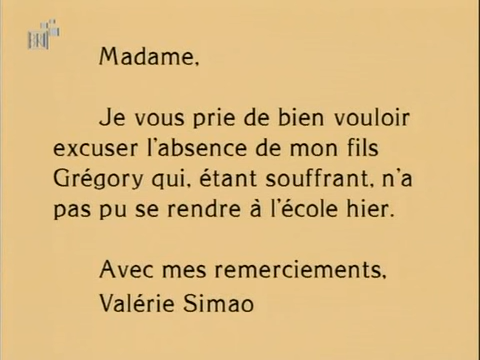 Madame,
Je vous prie de bien vouloir
excuser l'absence de mon fils
Grégory qui, étant souffrant, n'a
pas pu se rendre à l'école hier.
Avec mes remerciements,
Valérie Simao